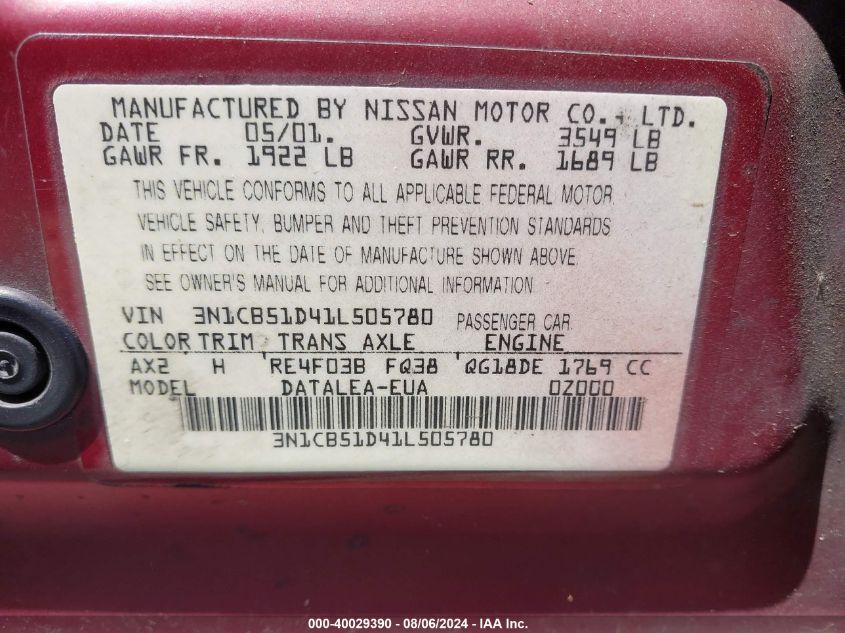 MANUFACTURED BY NISSAN MOTOR CO., LTD.
DATE 05/01. GVWR. 3549 LB
GAWR FR. 1922 LB GAWR RR. 1689 LB
THIS VEHICLE CONFORMS TO ALL APPLICABLE FEDERAL MOTOR
VEHICLE SAFETY, BUMPER AND THEFT PREVENTION STANDARDS
IN EFFECT ON THE DATE OF MANUFACTURE SHOWN ABOVE.
SEE OWNER'S MANUAL FOR ADDITIONAL INFORMATION
VIN 3N1CB51D41L505780 PASSENGER CAR
COLOR TRIM TRANS AXLE ENGINE
AX2 H RE4F03B FQ38 QG18DE 1769 CC
MODEL DATALEA-EUA 0Z000
3N1CB51D41L505780
000-40029390 - 08/06/2024 - IAA Inc.